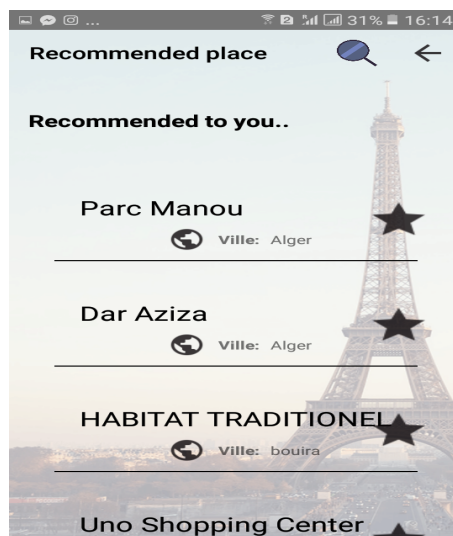 ... 31% 16:14
Recommended place
Recommended to you..
Parc Manou
Ville: Alger
Dar Aziza
Ville: Alger
HABITAT TRADITIONEL
Ville: bouira
Uno Shopping Center